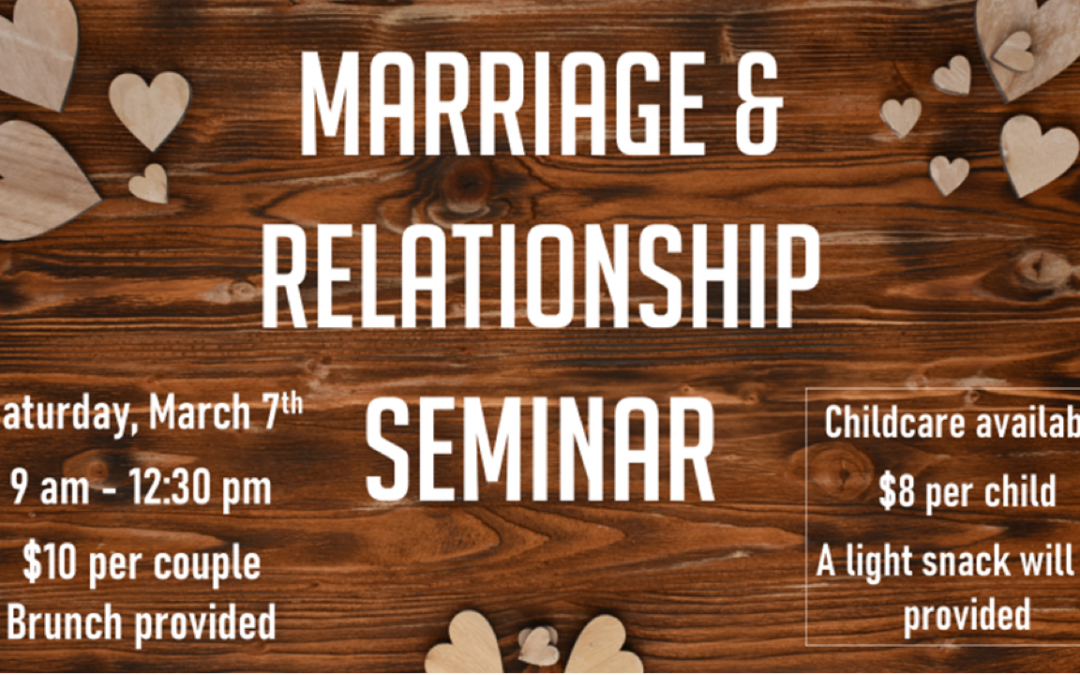 MARRIAGE &
RELATIONSHIP
SEMINAR
aturday, March 7th
9 am - 12:30 pm
$10 per couple
Brunch provided
Childcare availab
$8 per child
A light snack will
provided